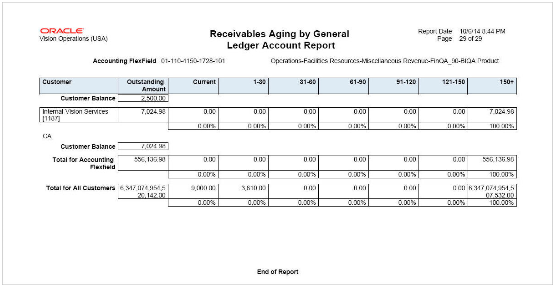 ORACLE
Vision Operations (USA)
Receivables Aging by General
Ledger Account Report
Report Date 10/6/14 8:44 PM
Page 29 of 29
Accounting FlexField 01-110-4150-1728-101 Operations-Facilities Resources-Miscellaneous Revenue-FinQA_90-BIQA Product
Customer Outstanding Amount Current 1-30 31-60 61-90 91-120 121-150 150+
Customer Balance 2,500.00
Internal Vision Services 7,024.98 0.00 0.00 0.00 0.00 0.00 0.00 7,024.98
[1187]
0.00% 0.00% 0.00% 0.00% 0.00% 0.00% 100.00%
CA
Customer Balance 7,024.98
Total for Accounting 556,136.98 0.00 0.00 0.00 0.00 0.00 0.00 556,136.98
Flexfield
0.00% 0.00% 0.00% 0.00% 0.00% 0.00% 100.00%
Total for All Customers 6,347,074,954,5 9,000.00 3,610.00 0.00 0.00 0.00 0.00 6,347,074,954,5
20,142.00 07,532.00
0.00% 0.00% 0.00% 0.00% 0.00% 0.00% 100.00%
End of Report